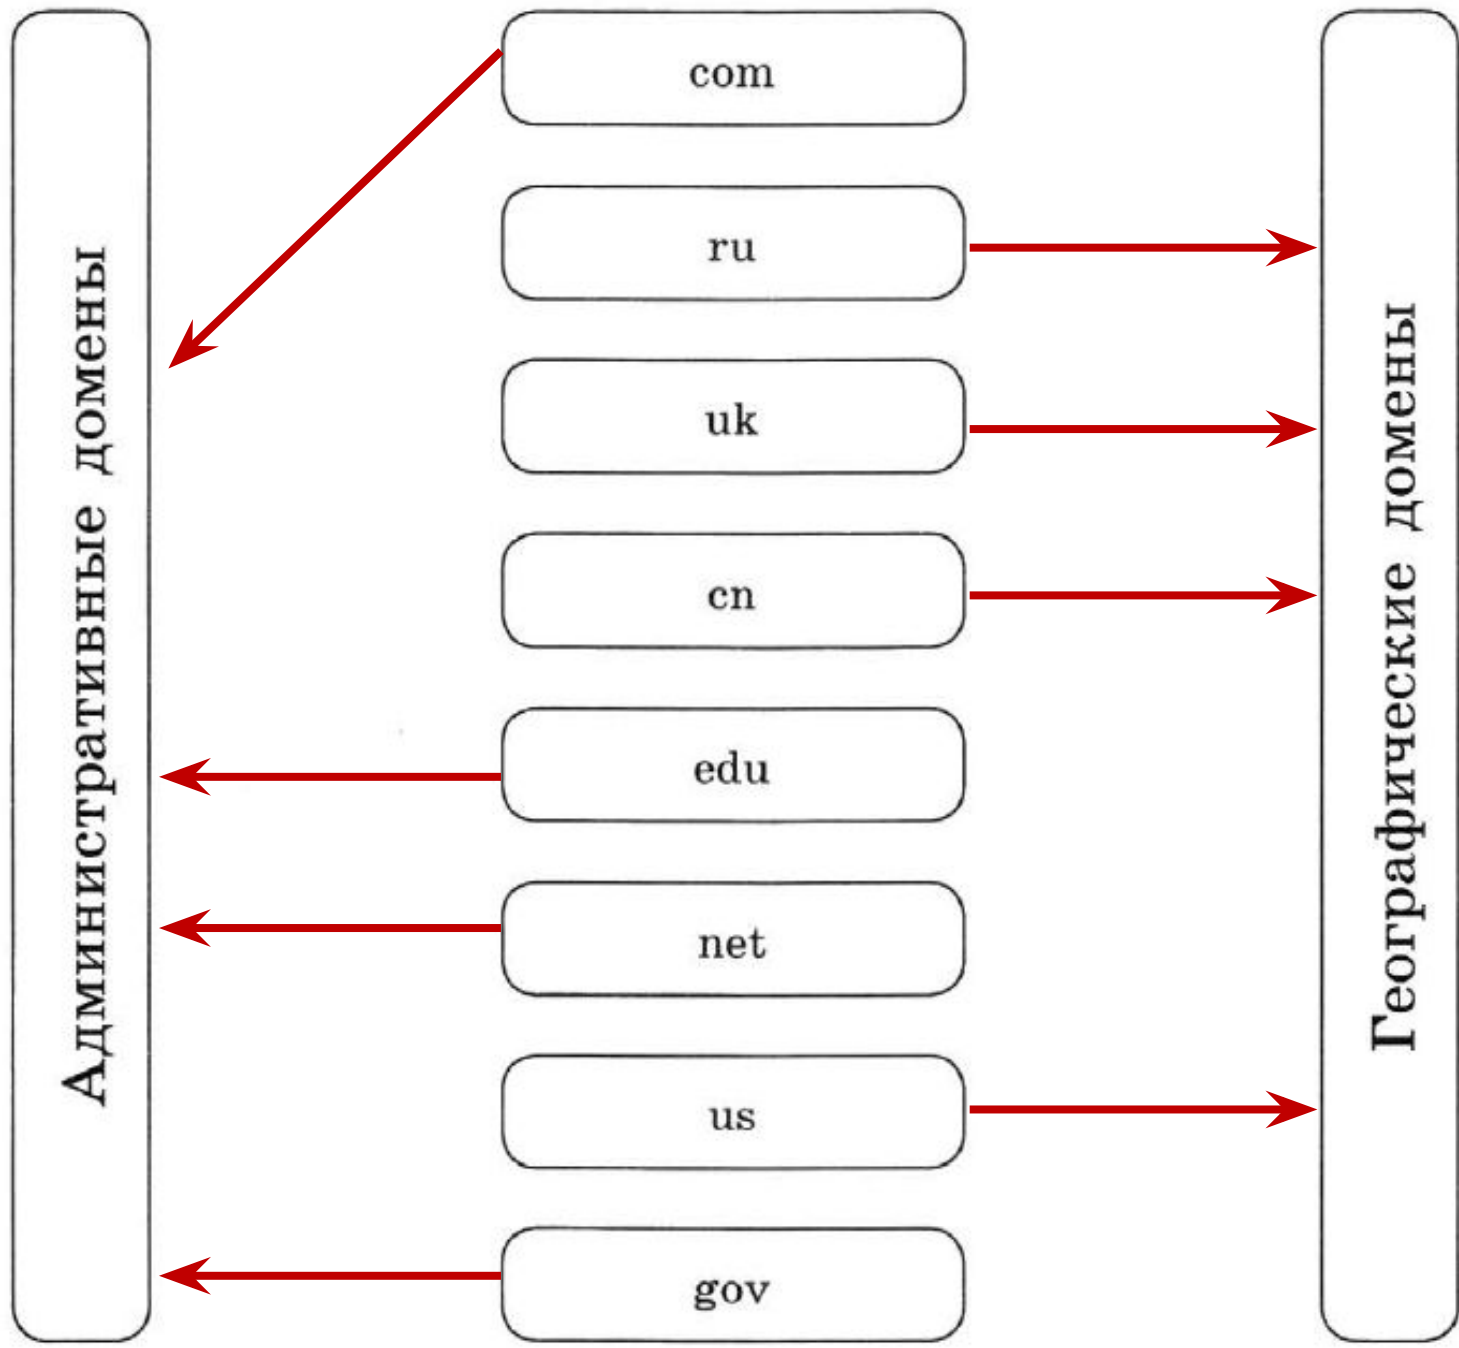 Административные домены
com
ru
uk
cn
edu
net
us
gov
Географические домены